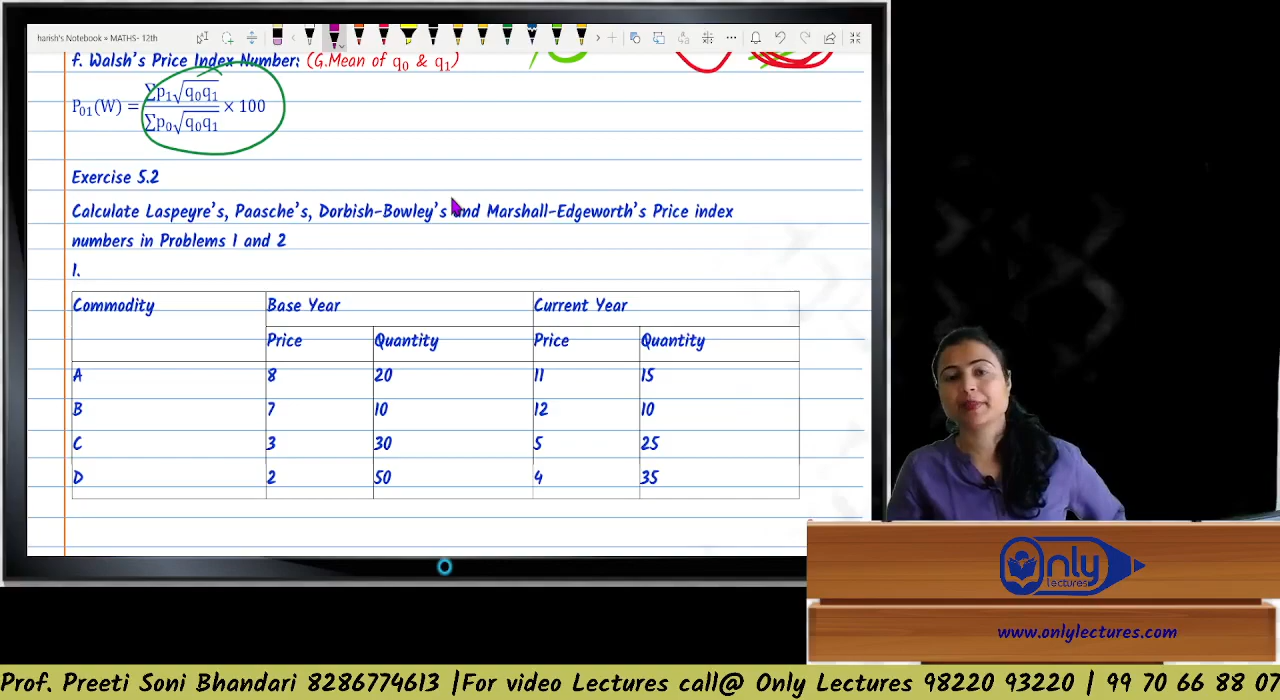 harish's Notebook » MATHS- 12th
f. Walsh's Price Index Number: (G.Mean of q₀ & q₁)
P₀₁(W) = ∑p₁√q₀q₁ / ∑p₀√q₀q₁ × 100
Exercise 5.2
Calculate Laspeyre's, Paasche's, Dorbish-Bowley's and Marshall-Edgeworth's Price index
numbers in Problems 1 and 2
1.
Commodity Base Year Current Year
Price Quantity Price Quantity
A 8 20 11 15
B 7 10 12 10
C 3 30 5 25
D 2 50 4 35
Only
lectures
www.onlylectures.com
Prof. Preeti Soni Bhandari 8286774613 |For video Lectures call@ Only Lectures 98220 93220 | 99 70 66 88 07